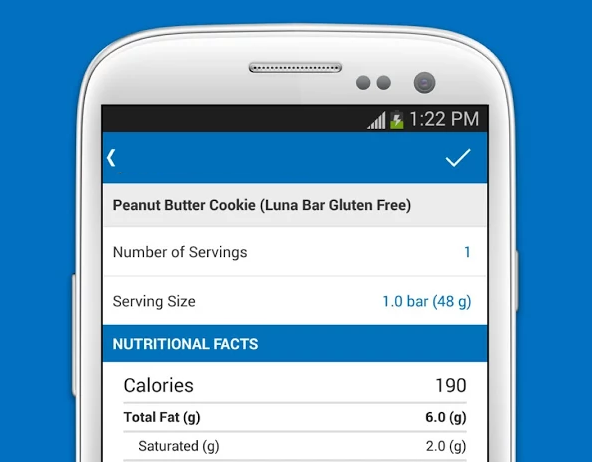 1:22 PM
Peanut Butter Cookie (Luna Bar Gluten Free)
Number of Servings 1
Serving Size 1.0 bar (48 g)
NUTRITIONAL FACTS
Calories 190
Total Fat (g) 6.0 (g)
Saturated (g) 2.0 (g)